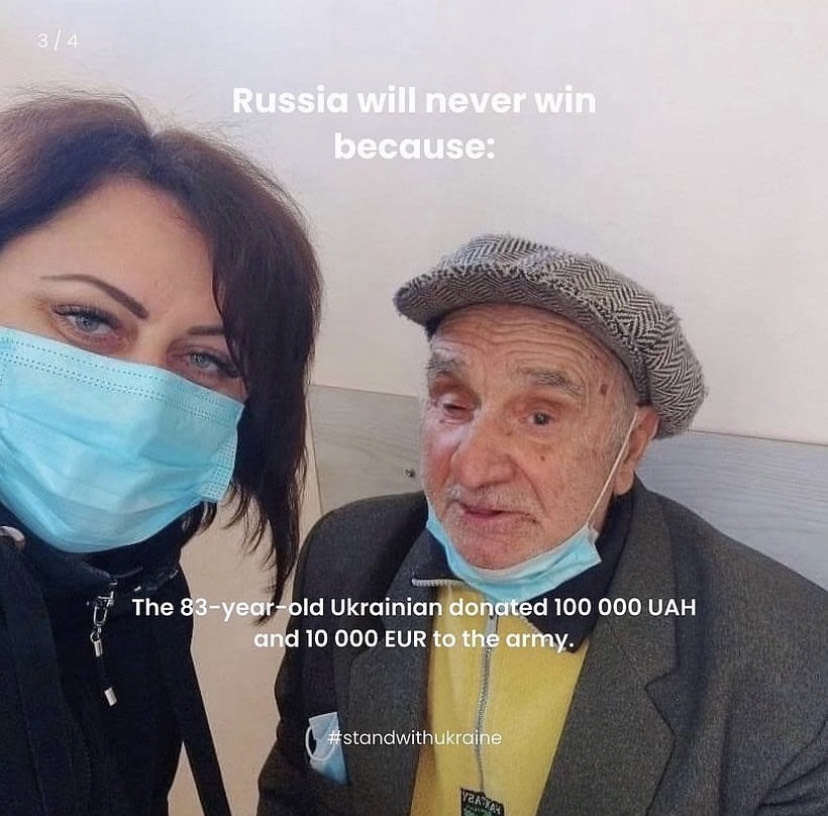 3 / 4
Russia will never win
because:
The 83-year-old Ukrainian donated 100 000 UAH
and 10 000 EUR to the army.
#standwithukraine
FANTASY